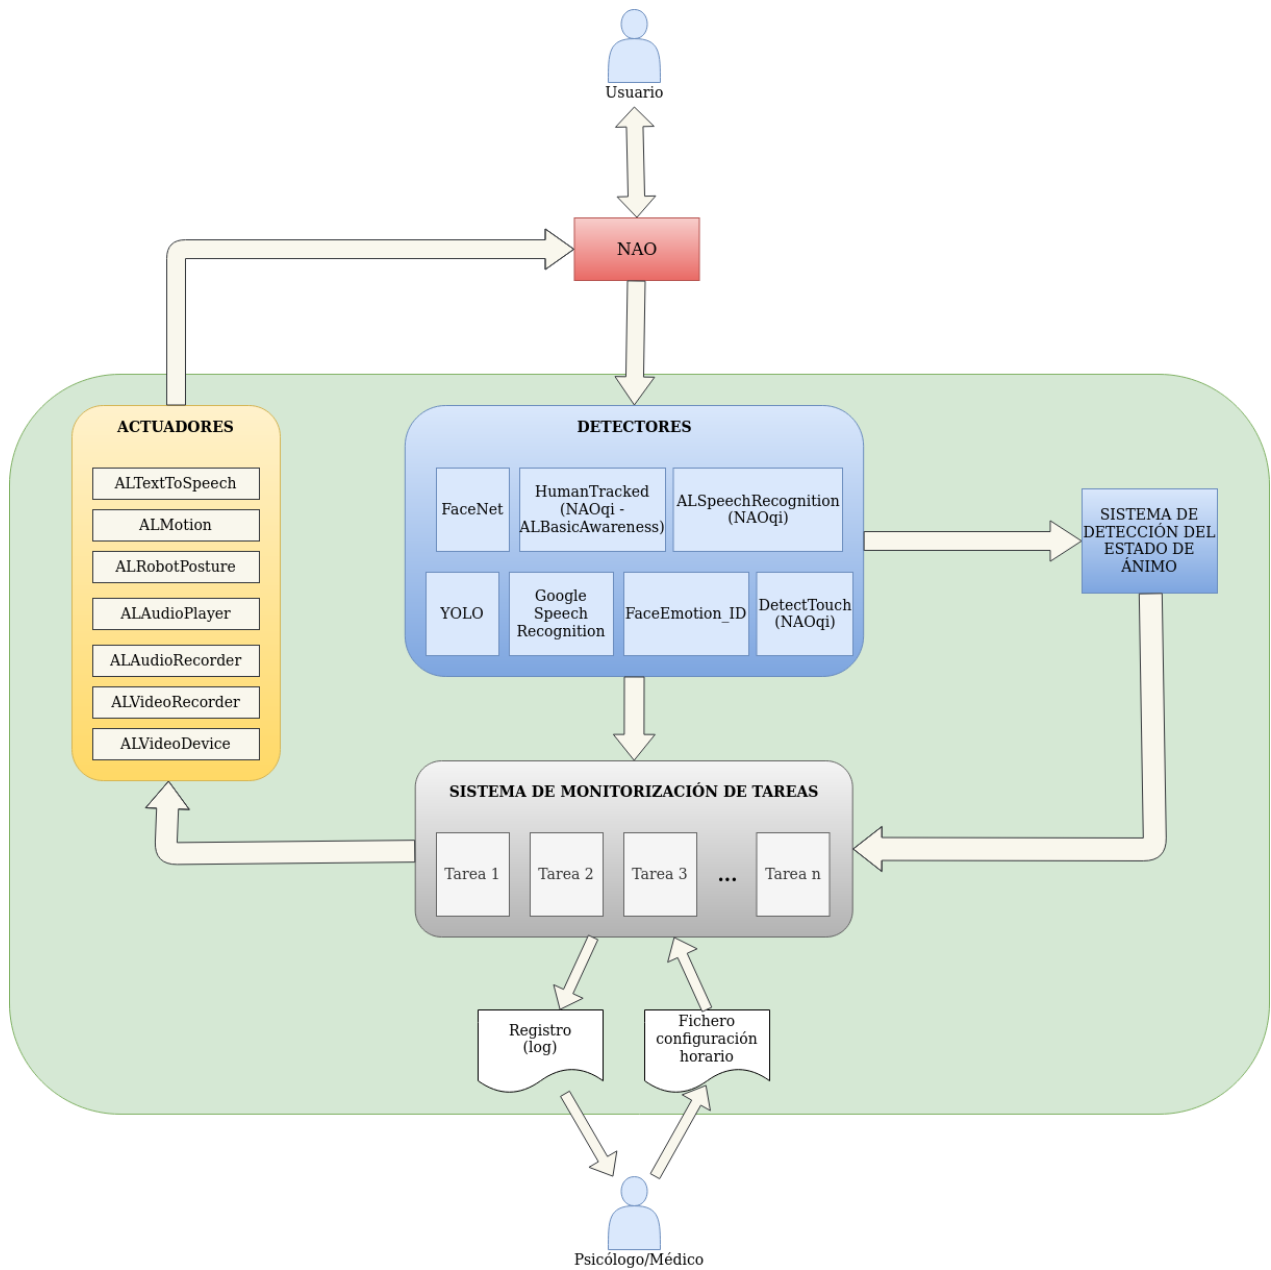 Usuario
NAO
ACTUADORES
ALTextToSpeech
ALMotion
ALRobotPosture
ALAudioPlayer
ALAudioRecorder
ALVideoRecorder
ALVideoDevice
DETECTORES
FaceNet
HumanTracked
(NAOqi -
ALBasicAwareness)
ALSpeechRecognition
(NAOqi)
YOLO
Google
Speech
Recognition
FaceEmotion_ID
DetectTouch
(NAOqi)
SISTEMA DE
DETECCIÓN DEL
ESTADO DE
ÁNIMO
SISTEMA DE MONITORIZACIÓN DE TAREAS
Tarea 1
Tarea 2
Tarea 3
...
Tarea n
Registro
(log)
Fichero
configuración
horario
Psicólogo/Médico